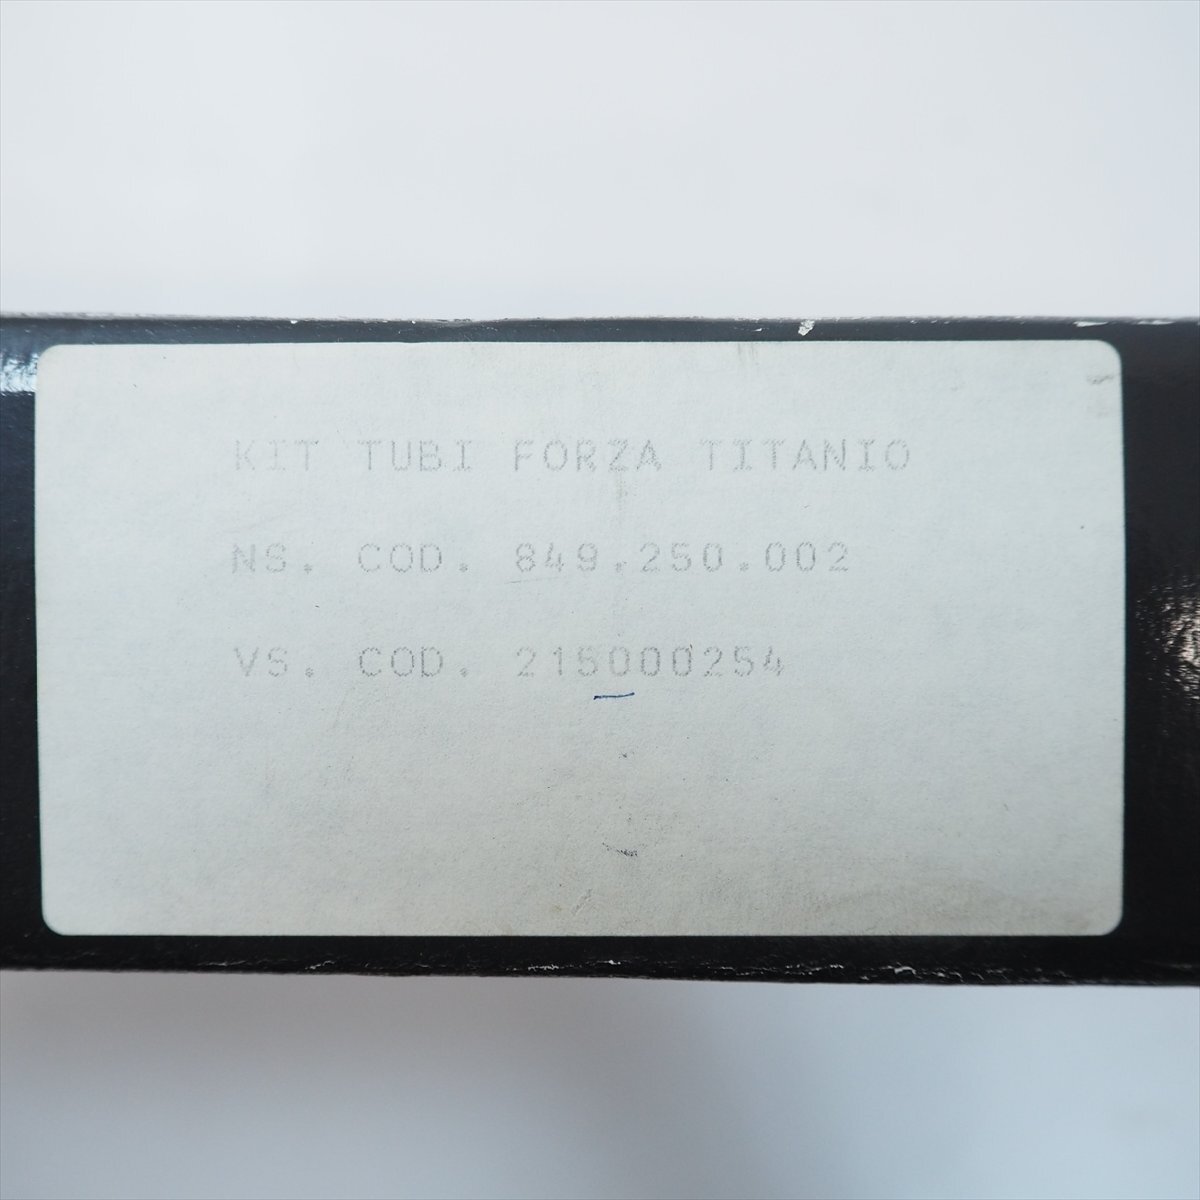 KIT TUBI FORZA TITANIO
NS. COD. 849.250.002
VS. COD. 215000254